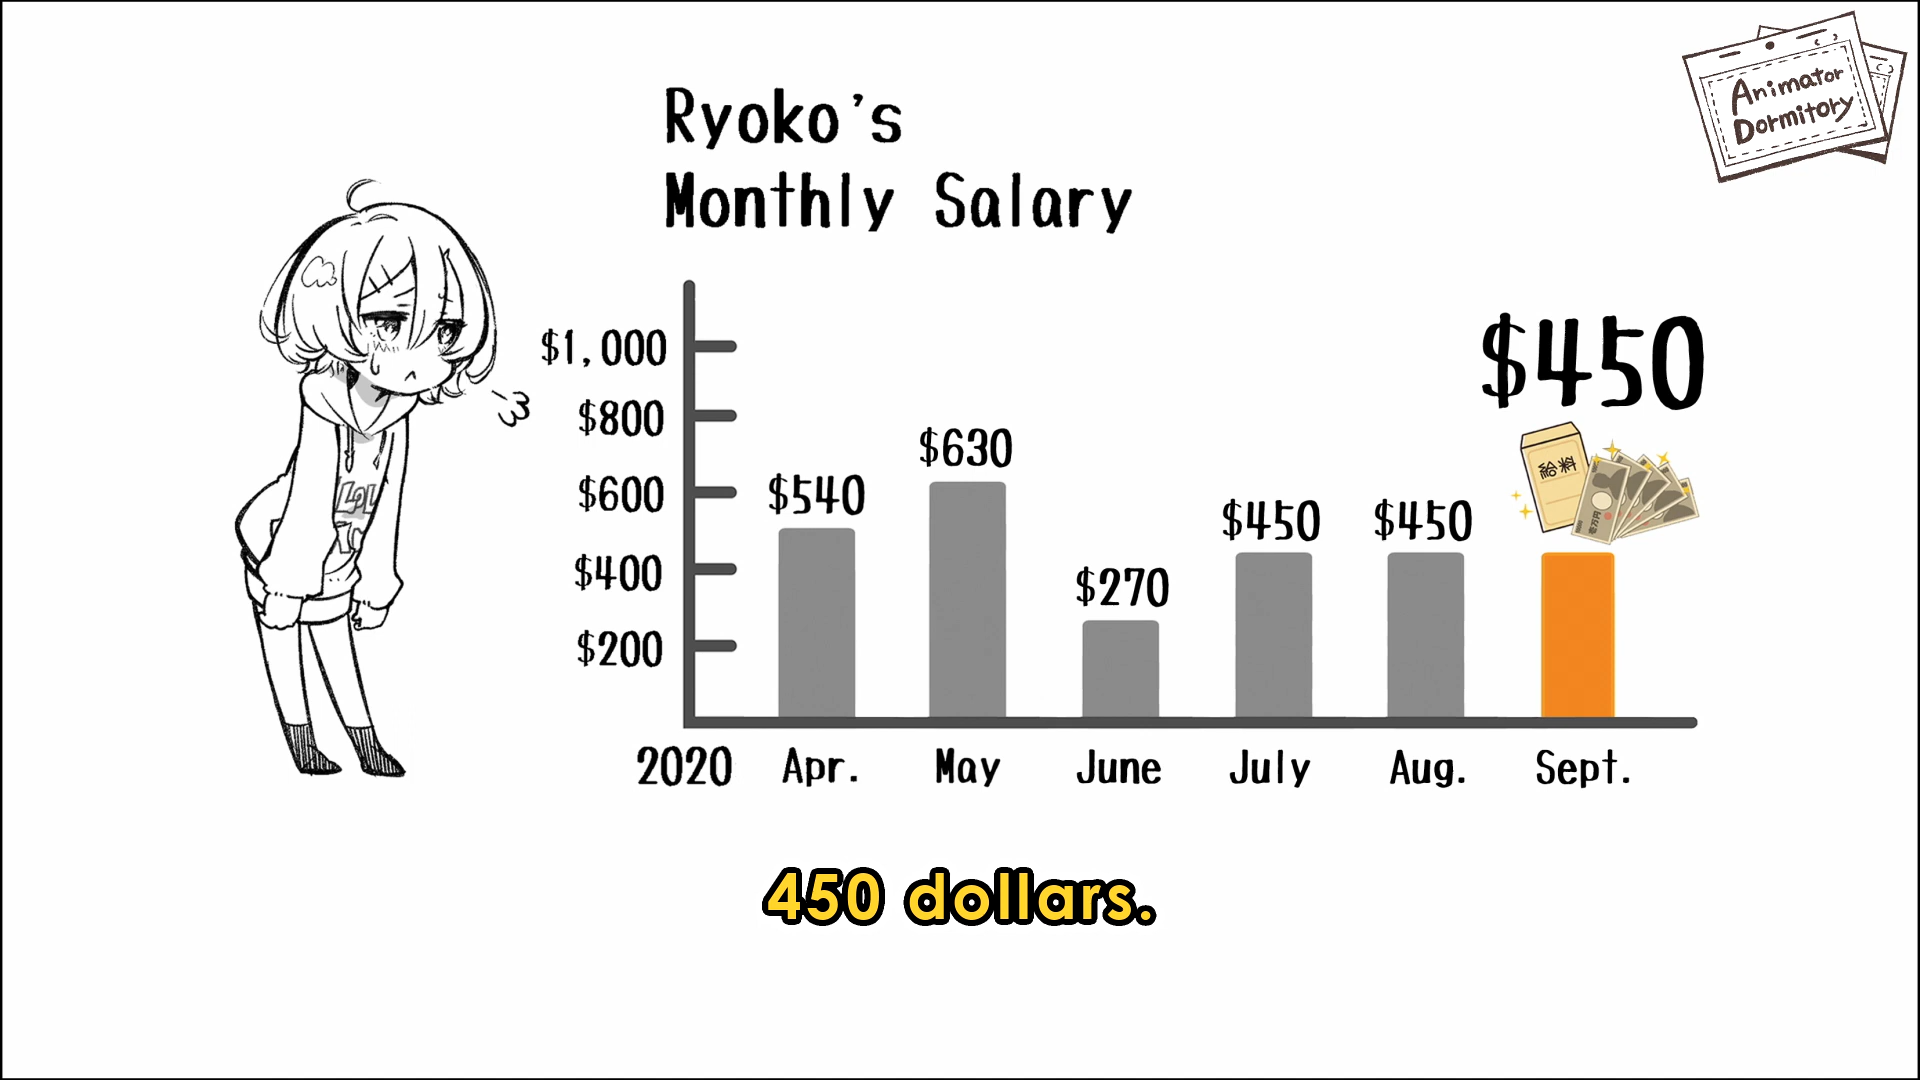 Animator
Dormitory
Ryoko's
Monthly Salary
$1,000
$800
$600
$400
$200
$540
$630
$270
$450
$450
$450
給料
2020
Apr.
May
June
July
Aug.
Sept.
450 dollars.